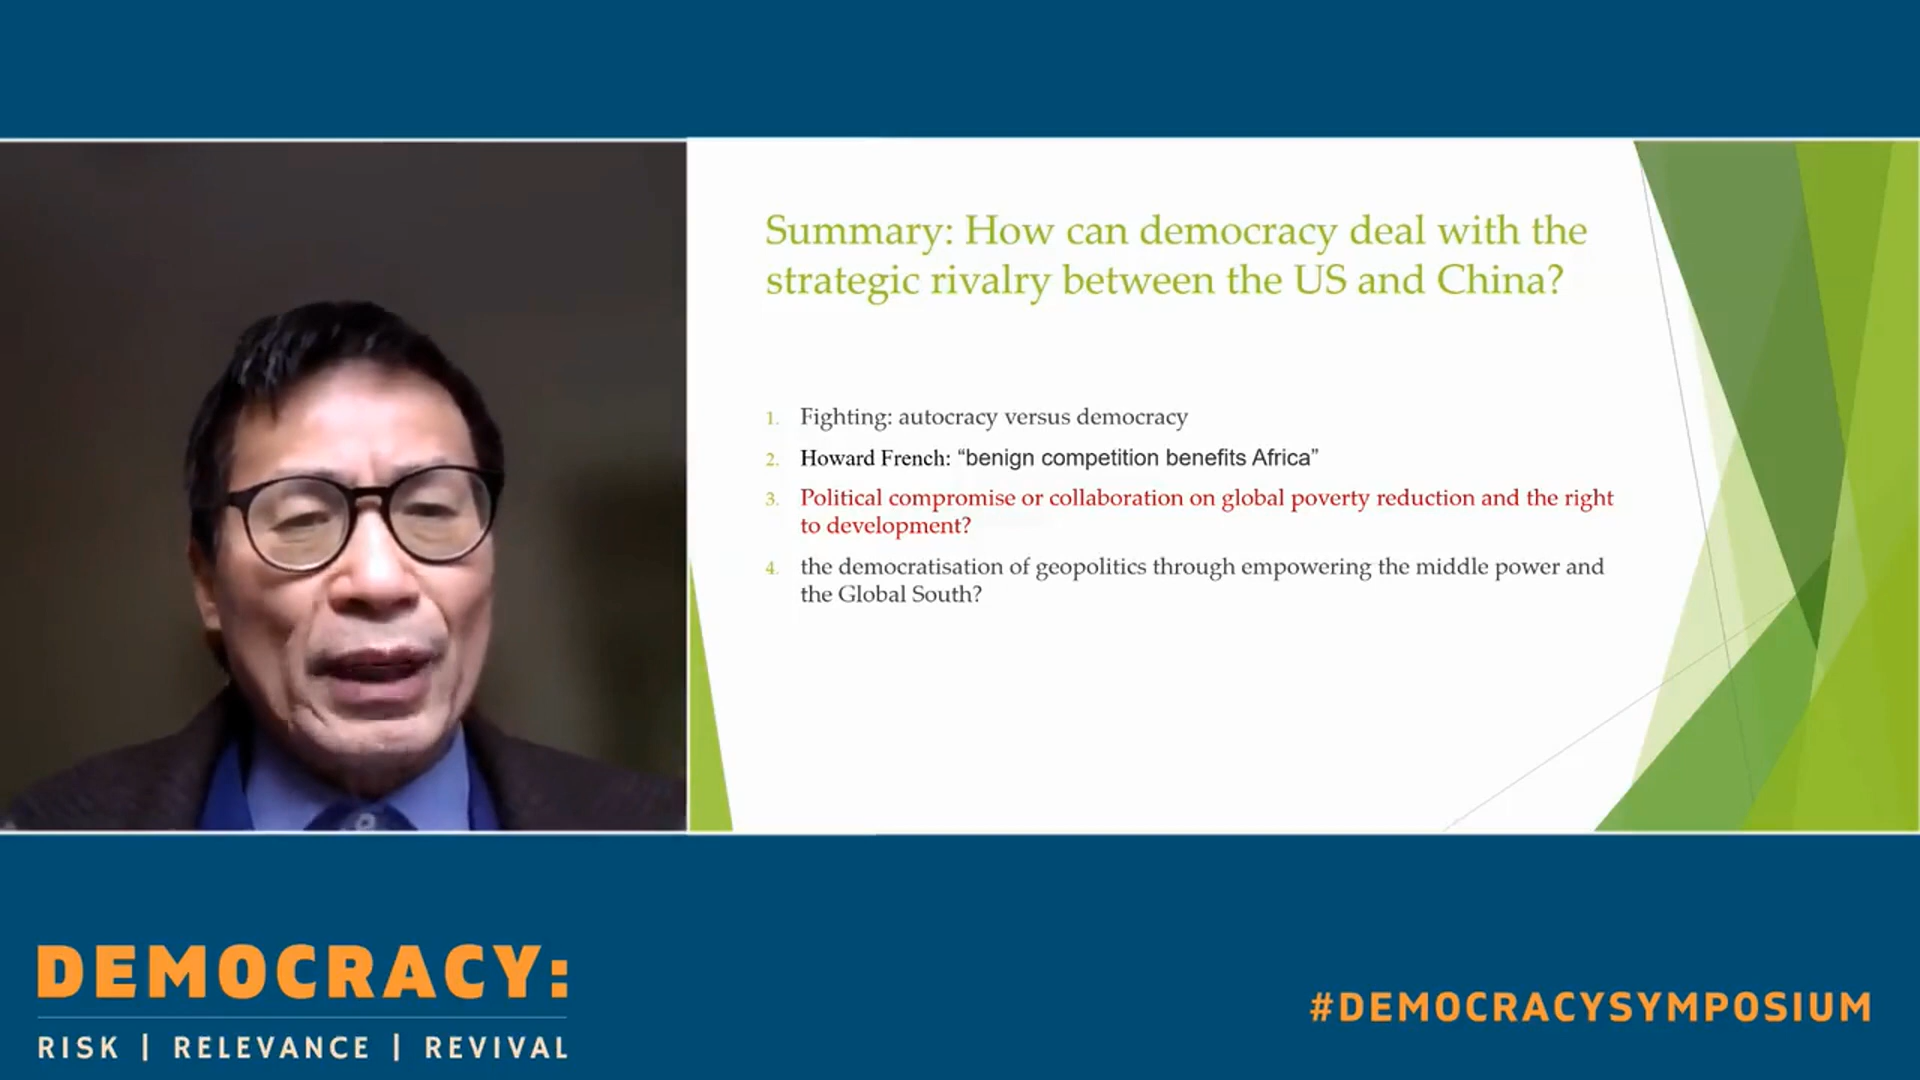 Summary: How can democracy deal with the
strategic rivalry between the US and China?
1. Fighting: autocracy versus democracy
2. Howard French: “benign competition benefits Africa”
3. Political compromise or collaboration on global poverty reduction and the right
to development?
4. the democratisation of geopolitics through empowering the middle power and
the Global South?
DEMOCRACY:
RISK | RELEVANCE | REVIVAL
#DEMOCRACYSYMPOSIUM